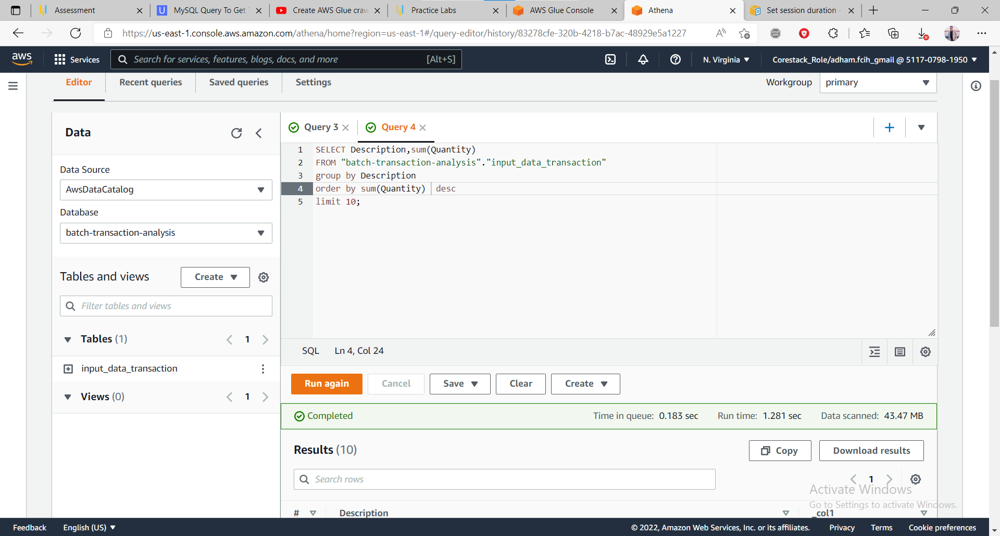 Assessment
MySQL Query To Get
Create AWS Glue craw
Practice Labs
AWS Glue Console
Athena
Set session duration -
https://us-east-1.console.aws.amazon.com/athena/home?region=us-east-1#/query-editor/history/83278cfe-320b-4218-b7ac-48929e5a1227
aws
Services
Search for services, features, blogs, docs, and more
[Alt+S]
N. Virginia
Corestack_Role/adham.fcih_gmail @ 5117-0798-1950
Editor
Recent queries
Saved queries
Settings
Workgroup
primary
Data
Data Source
AwsDataCatalog
Database
batch-transaction-analysis
Tables and views
Create
Filter tables and views
Tables (1)
1
input_data_transaction
Views (0)
1
Query 3
Query 4
1 SELECT Description,sum(Quantity)
2 FROM "batch-transaction-analysis"."input_data_transaction"
3 group by Description
4 order by sum(Quantity) desc
5 limit 10;
SQL
Ln 4, Col 24
Run again
Cancel
Save
Clear
Create
Completed
Time in queue: 0.183 sec
Run time: 1.281 sec
Data scanned: 43.47 MB
Results (10)
Copy
Download results
Search rows
1
Activate Windows
Go to Settings to activate Windows.
#
Description
_col1
Feedback
English (US)
© 2022, Amazon Web Services, Inc. or its affiliates.
Privacy
Terms
Cookie preferences